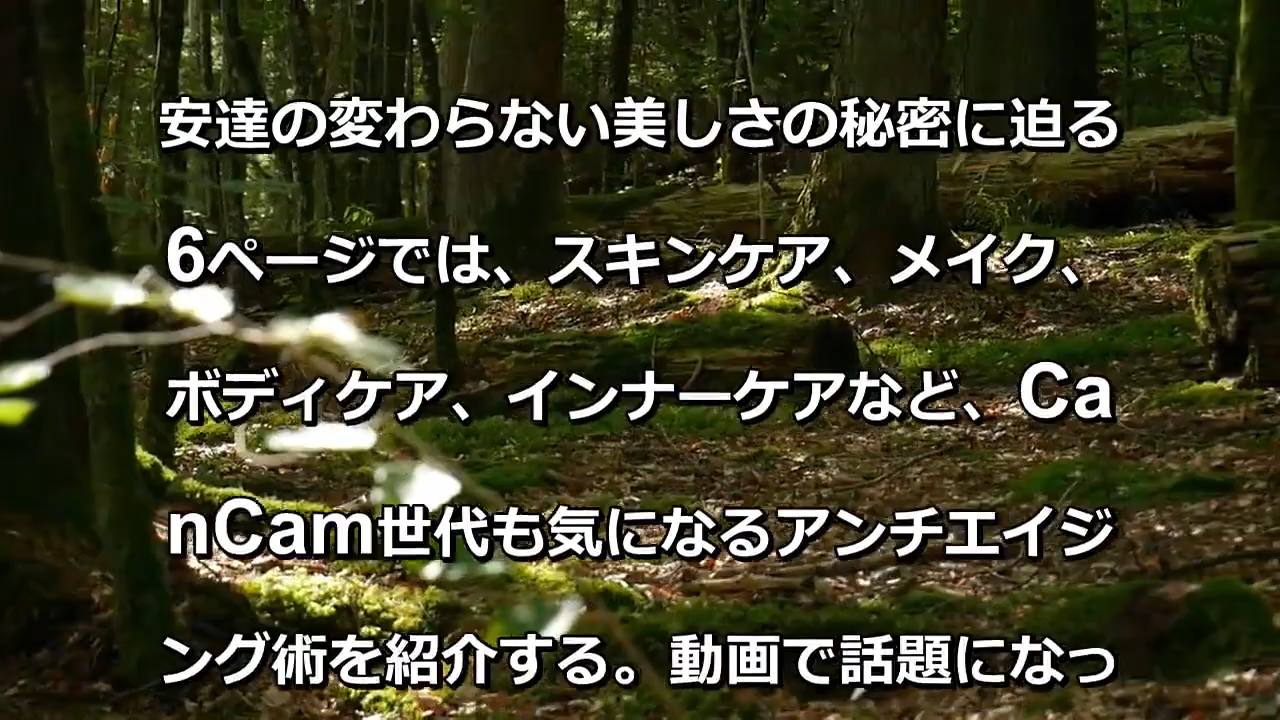 安達の変わらない美しさの秘密に迫る
6ページでは、スキンケア、メイク、
ボディケア、インナーケアなど、Ca
nCam世代も気になるアンチエイジ
ング術を紹介する。動画で話題になっ